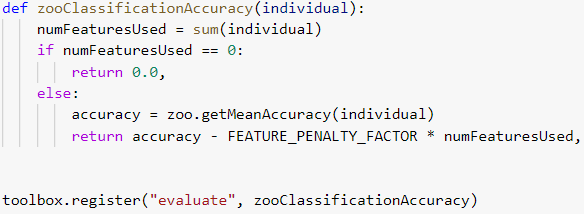 def zooClassificationAccuracy(individual):
    numFeaturesUsed = sum(individual)
    if numFeaturesUsed == 0:
        return 0.0,
    else:
        accuracy = zoo.getMeanAccuracy(individual)
        return accuracy - FEATURE_PENALTY_FACTOR * numFeaturesUsed,
toolbox.register("evaluate", zooClassificationAccuracy)